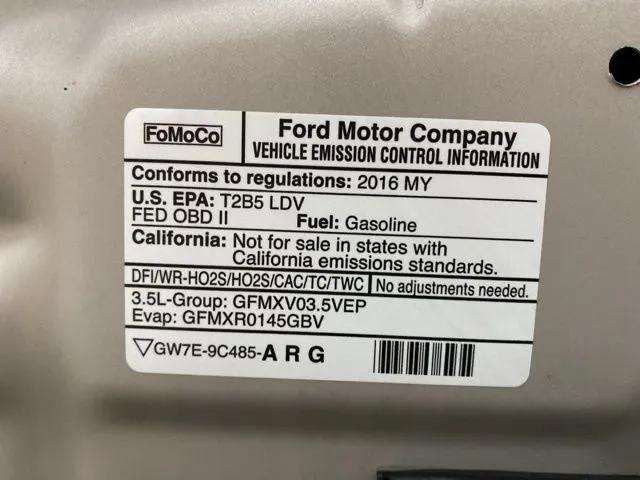 FoMoCo
Ford Motor Company
VEHICLE EMISSION CONTROL INFORMATION
Conforms to regulations: 2016 MY
U.S. EPA: T2B5 LDV
FED OBD II Fuel: Gasoline
California: Not for sale in states with
California emissions standards.
DFI/WR-HO2S/HO2S/CAC/TC/TWC No adjustments needed.
3.5L-Group: GFMXV03.5VEP
Evap: GFMXR0145GBV
▽GW7E-9C485-A R G